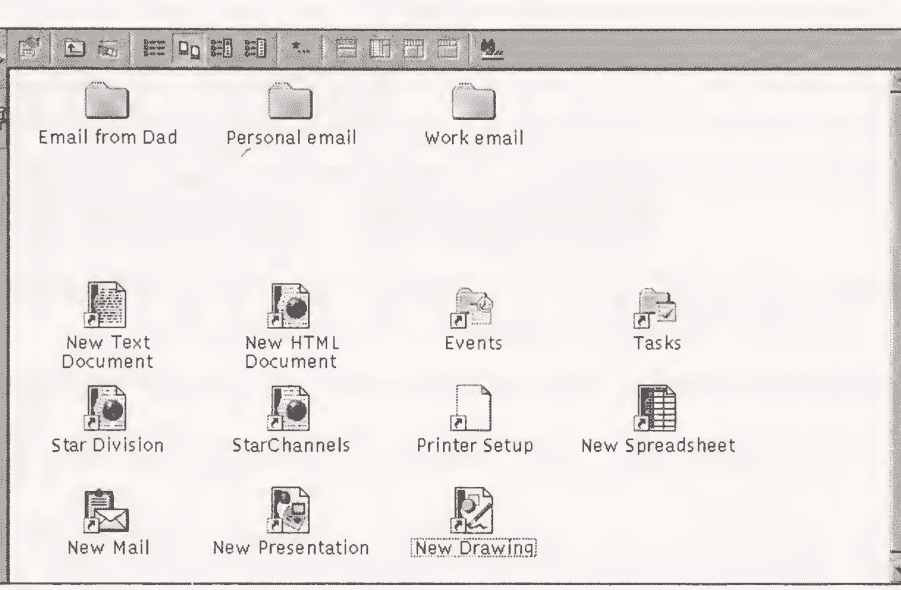 Email from Dad
Personal email
Work email
New Text
Document
New HTML
Document
Events
Tasks
Star Division
StarChannels
Printer Setup
New Spreadsheet
New Mail
New Presentation
New Drawing